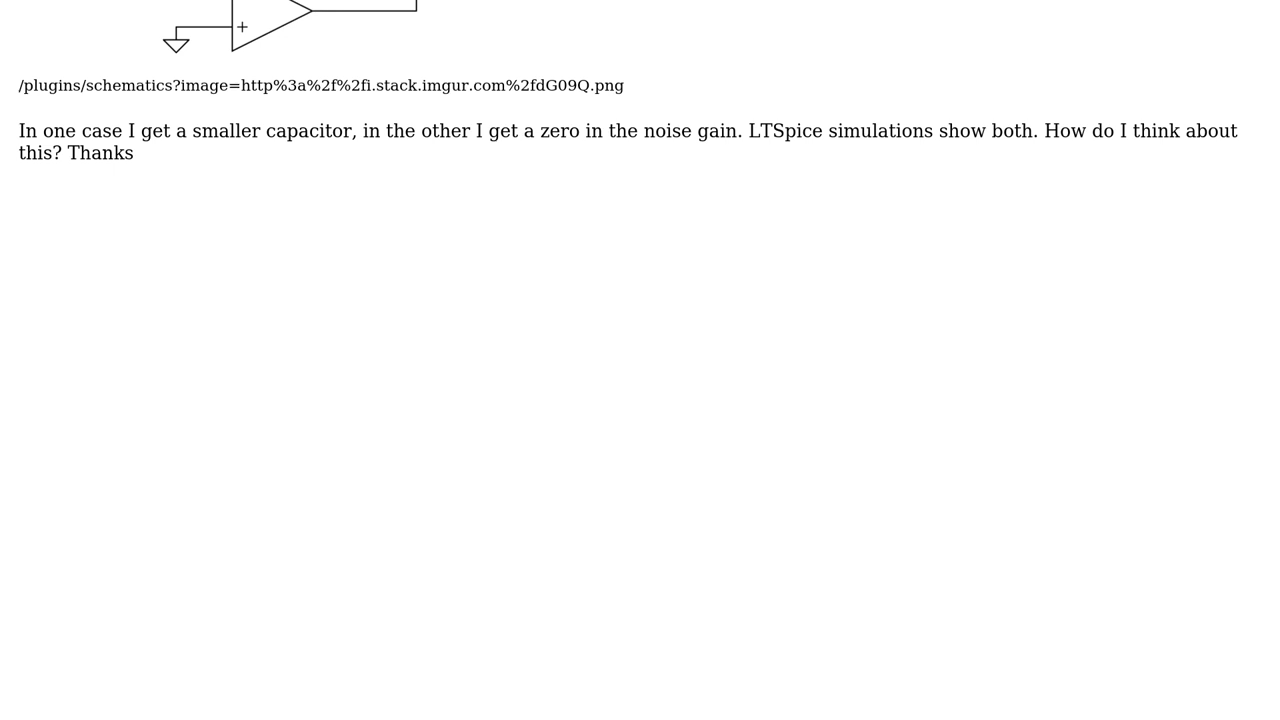 +
/plugins/schematics?image=http%3a%2f%2fi.stack.imgur.com%2fdG09Q.png
In one case I get a smaller capacitor, in the other I get a zero in the noise gain. LTSpice simulations show both. How do I think about
this? Thanks